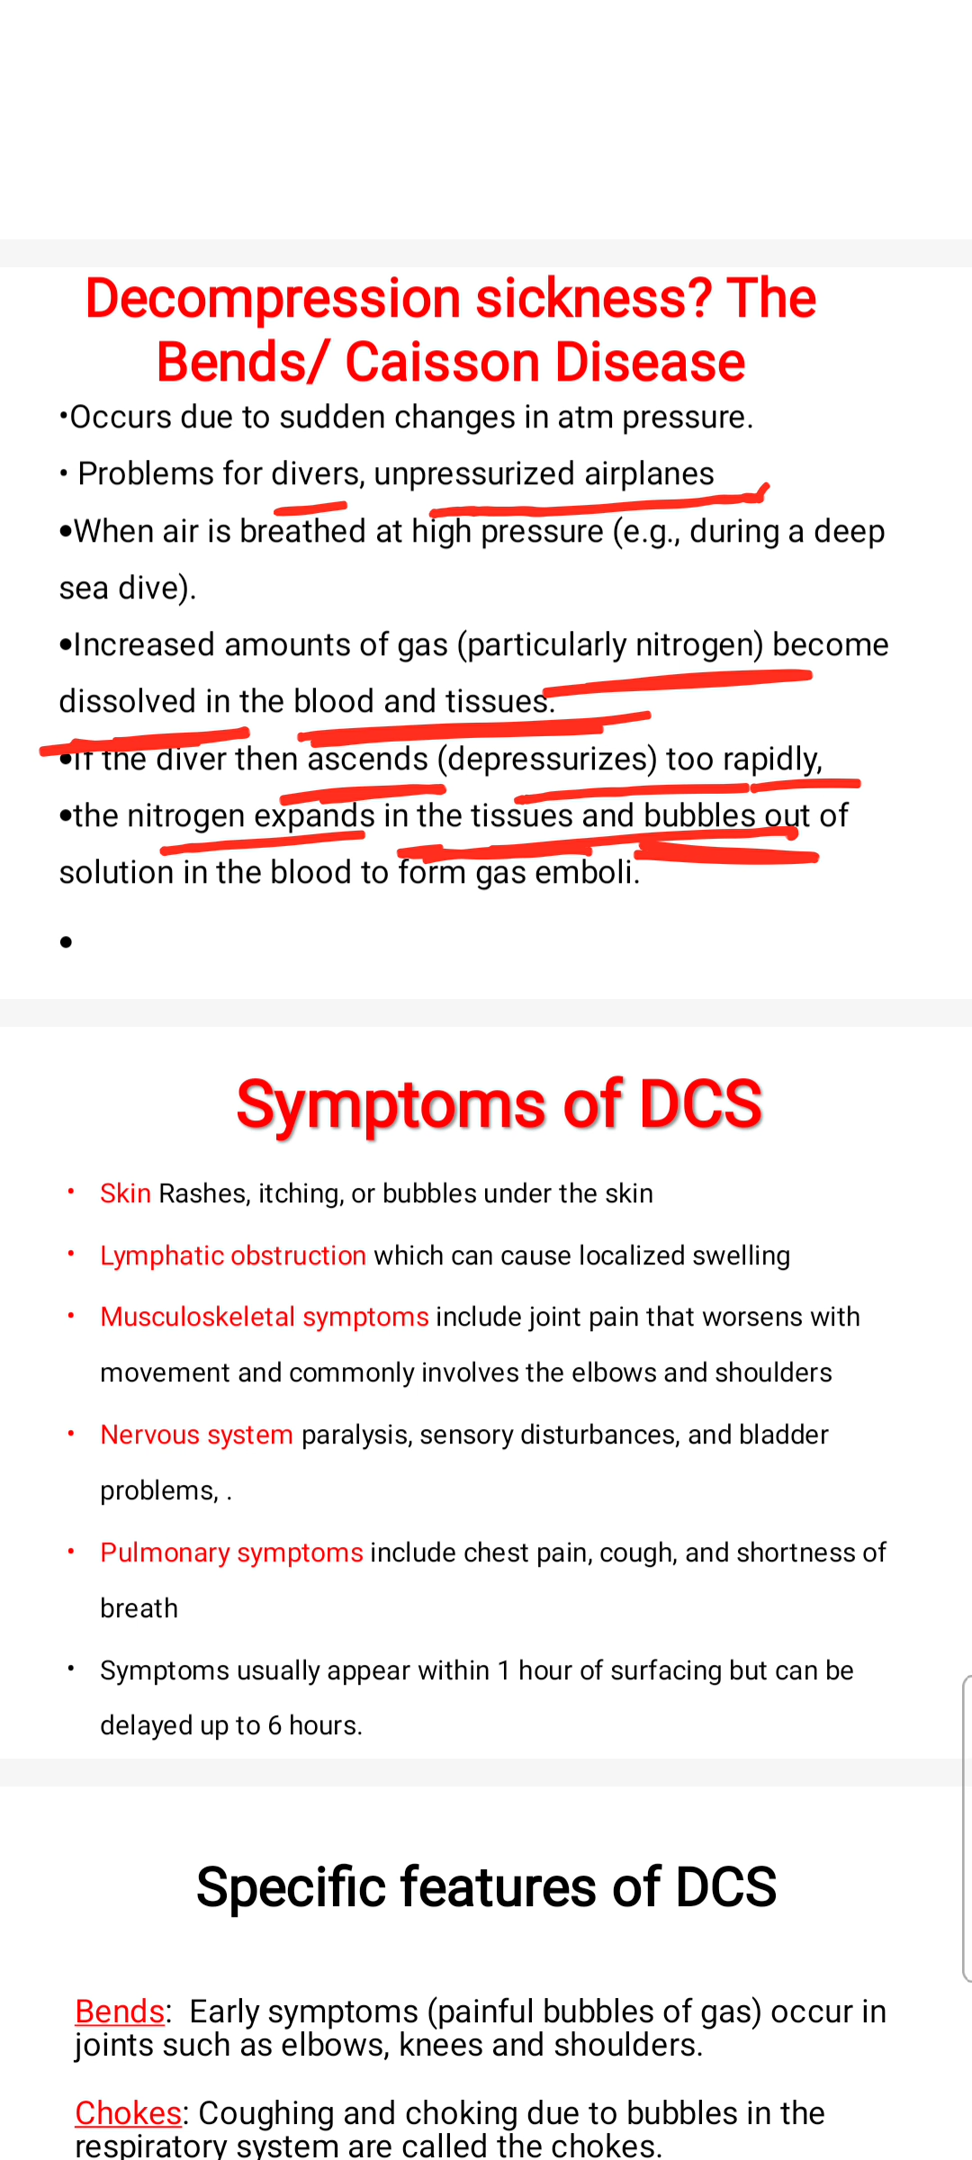 Decompression sickness? The
Bends/ Caisson Disease
•Occurs due to sudden changes in atm pressure.
• Problems for divers, unpressurized airplanes
•When air is breathed at high pressure (e.g., during a deep
sea dive).
•Increased amounts of gas (particularly nitrogen) become
dissolved in the blood and tissues.
•If the diver then ascends (depressurizes) too rapidly,
•the nitrogen expands in the tissues and bubbles out of
solution in the blood to form gas emboli.
•
Symptoms of DCS
• Skin Rashes, itching, or bubbles under the skin
• Lymphatic obstruction which can cause localized swelling
• Musculoskeletal symptoms include joint pain that worsens with
movement and commonly involves the elbows and shoulders
• Nervous system paralysis, sensory disturbances, and bladder
problems, .
• Pulmonary symptoms include chest pain, cough, and shortness of
breath
• Symptoms usually appear within 1 hour of surfacing but can be
delayed up to 6 hours.
Specific features of DCS
Bends:  Early symptoms (painful bubbles of gas) occur in
joints such as elbows, knees and shoulders.
Chokes: Coughing and choking due to bubbles in the
respiratory system are called the chokes.